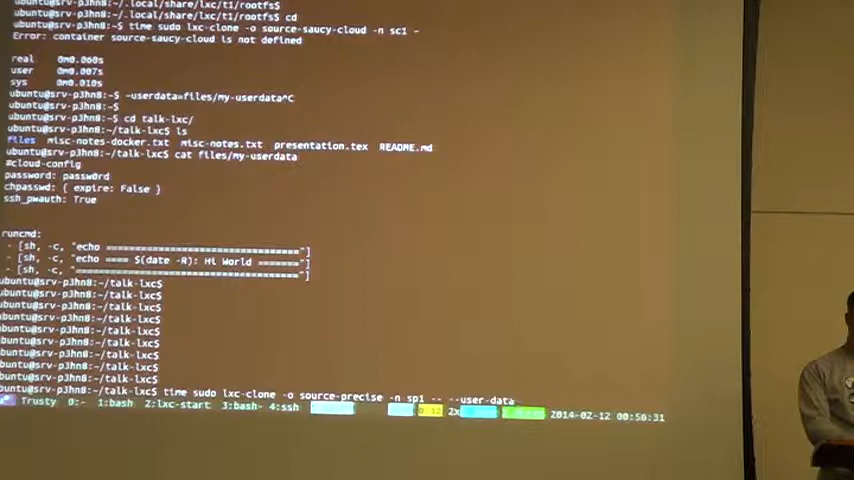 ubuntu@srv-p3hn8:~/.local/share/lxc/t1/rootfs$
ubuntu@srv-p3hn8:~/.local/share/lxc/t1/rootfs$ cd
ubuntu@srv-p3hn8:~$ time sudo lxc-clone -o source-saucy-cloud -n sc1 -
Error: container source-saucy-cloud is not defined
real 0m0.060s
user 0m0.007s
sys 0m0.010s
ubuntu@srv-p3hn8:~$ -userdata=files/my-userdata^C
ubuntu@srv-p3hn8:~$
ubuntu@srv-p3hn8:~$ cd talk-lxc/
ubuntu@srv-p3hn8:~/talk-lxc$ ls
files misc-notes-docker.txt misc-notes.txt presentation.tex README.md
ubuntu@srv-p3hn8:~/talk-lxc$ cat files/my-userdata
#cloud-config
password: passw0rd
chpasswd: { expire: False }
ssh_pwauth: True
runcmd:
- [sh, -c, "echo ========================================"]
- [sh, -c, "echo ==== $(date -R): Hi World ======="]
- [sh, -c, "=============================================="]
ubuntu@srv-p3hn8:~/talk-lxc$
ubuntu@srv-p3hn8:~/talk-lxc$
ubuntu@srv-p3hn8:~/talk-lxc$
ubuntu@srv-p3hn8:~/talk-lxc$
ubuntu@srv-p3hn8:~/talk-lxc$
ubuntu@srv-p3hn8:~/talk-lxc$
ubuntu@srv-p3hn8:~/talk-lxc$
ubuntu@srv-p3hn8:~/talk-lxc$
ubuntu@srv-p3hn8:~/talk-lxc$
ubuntu@srv-p3hn8:~/talk-lxc$ time sudo lxc-clone -o source-precise -n sp1 -- --user-data
Trusty 0:- 1:bash 2:lxc-start 3:bash- 4:ssh 0.12 2x 2014-02-12 00:56:31